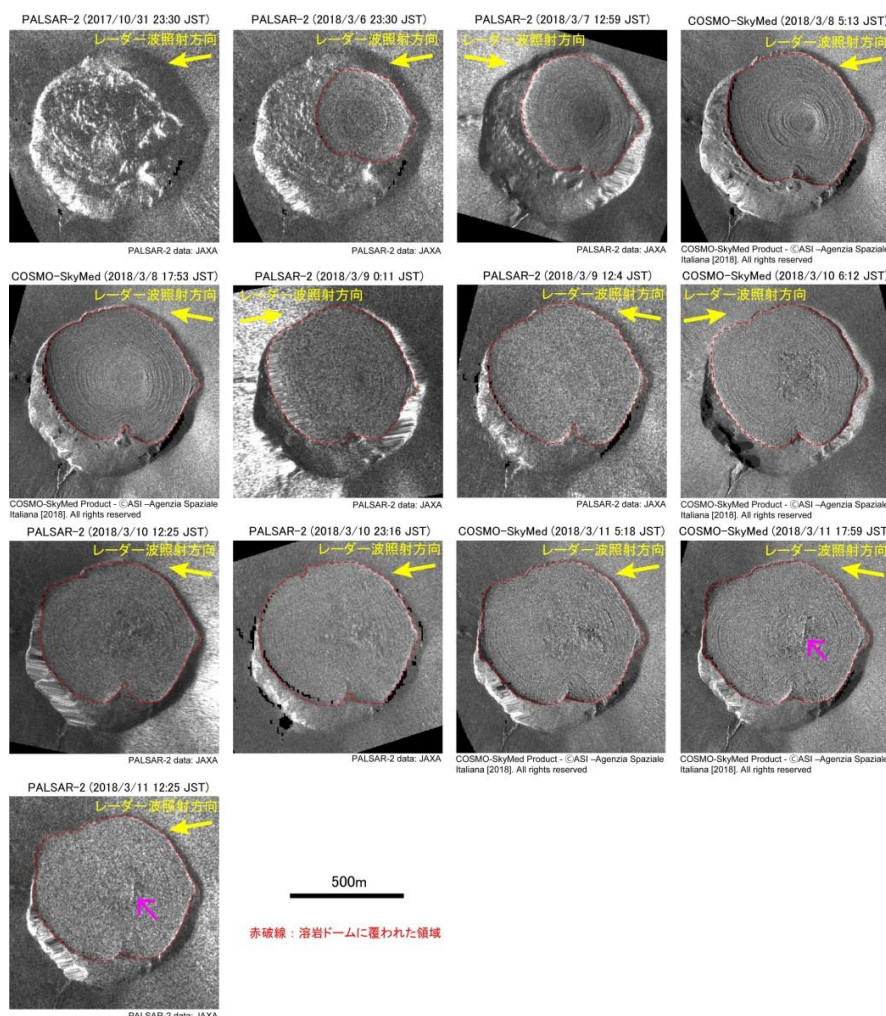 PALSAR-2 (2017/10/31 23:30 JST)
レーダー波照射方向
PALSAR-2 data: JAXA
PALSAR-2 (2018/3/6 23:30 JST)
レーダー波照射方向
PALSAR-2 data: JAXA
PALSAR-2 (2018/3/7 12:59 JST)
レーダー波照射方向
PALSAR-2 data: JAXA
COSMO-SkyMed (2018/3/8 5:13 JST)
レーダー波照射方向
COSMO-SkyMed Product - ©ASI –Agenzia Spaziale
Italiana [2018]. All rights reserved
COSMO-SkyMed (2018/3/8 17:53 JST)
レーダー波照射方向
COSMO-SkyMed Product - ©ASI –Agenzia Spaziale
Italiana [2018]. All rights reserved
PALSAR-2 (2018/3/9 0:11 JST)
レーダー波照射方向
PALSAR-2 data: JAXA
PALSAR-2 (2018/3/9 12:4 JST)
レーダー波照射方向
PALSAR-2 data: JAXA
COSMO-SkyMed (2018/3/10 6:12 JST)
レーダー波照射方向
COSMO-SkyMed Product - ©ASI –Agenzia Spaziale
Italiana [2018]. All rights reserved
PALSAR-2 (2018/3/10 12:25 JST)
レーダー波照射方向
PALSAR-2 data: JAXA
PALSAR-2 (2018/3/10 23:16 JST)
レーダー波照射方向
PALSAR-2 data: JAXA
COSMO-SkyMed (2018/3/11 5:18 JST)
レーダー波照射方向
COSMO-SkyMed Product - ©ASI –Agenzia Spaziale
Italiana [2018]. All rights reserved
COSMO-SkyMed (2018/3/11 17:59 JST)
レーダー波照射方向
COSMO-SkyMed Product - ©ASI –Agenzia Spaziale
Italiana [2018]. All rights reserved
PALSAR-2 (2018/3/11 12:25 JST)
レーダー波照射方向
PALSAR-2 data: JAXA
500m
赤破線：溶岩ドームに覆われた領域